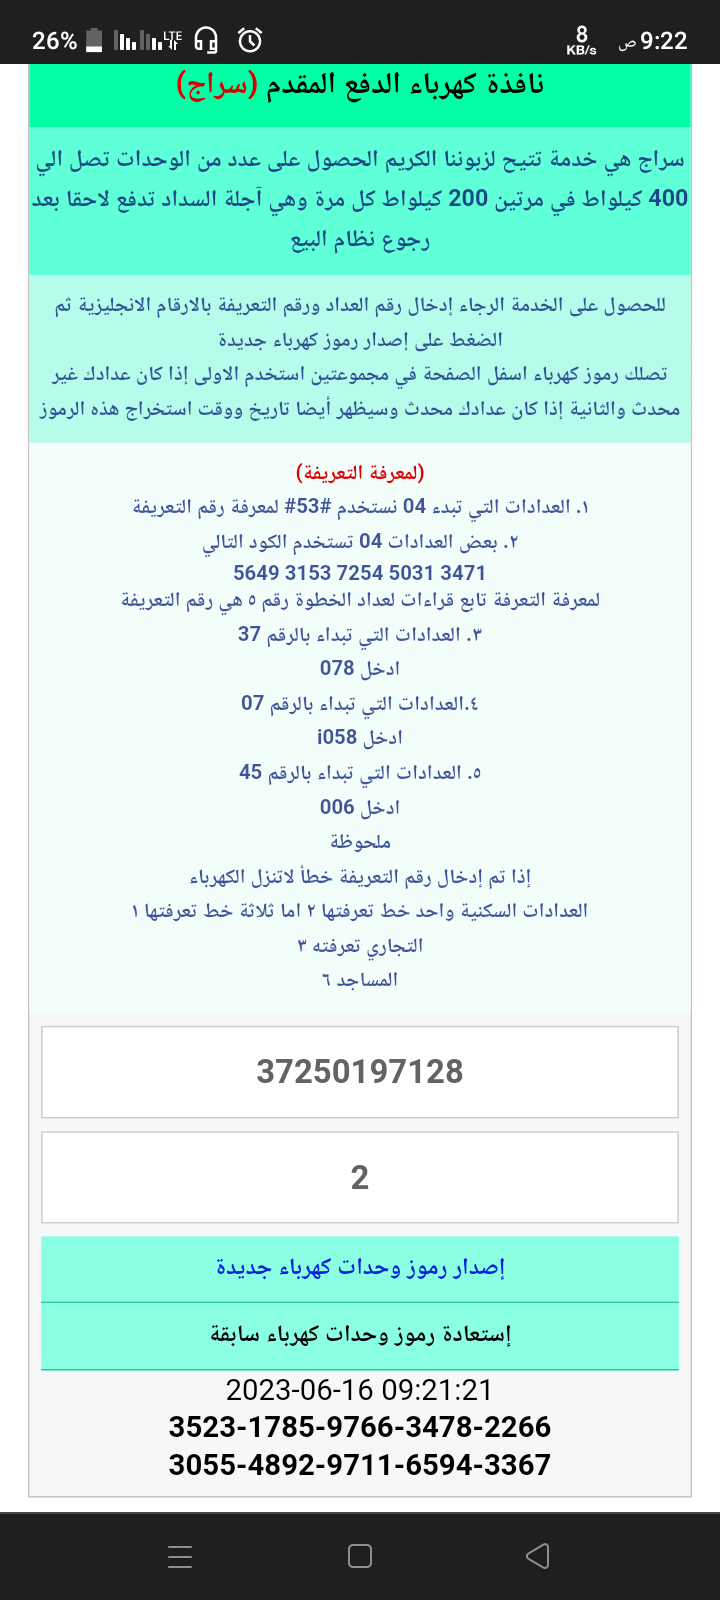 26%
LTE
8
KB/s
9:22 ص
نافذة كهرباء الدفع المقدم (سراج)
سراج هي خدمة تتيح لزبوننا الكريم الحصول على عدد من الوحدات تصل الي
400 كيلواط في مرتين 200 كيلواط كل مرة وهي آجلة السداد تدفع لاحقا بعد
رجوع نظام البيع
للحصول على الخدمة الرجاء إدخال رقم العداد ورقم التعريفة بالارقام الانجليزية ثم
الضغط على إصدار رموز كهرباء جديدة
تصلك رموز كهرباء اسفل الصفحة في مجموعتين استخدم الاولى إذا كان عدادك غير
محدث والثانية إذا كان عدادك محدث وسيظهر أيضا تاريخ ووقت استخراج هذه الرموز
(لمعرفة التعريفة)
١. العدادات التي تبدء 04 نستخدم #53# لمعرفة رقم التعريفة
٢. بعض العدادات 04 تستخدم الكود التالي
5649 3153 7254 5031 3471
لمعرفة التعرفة تابع قراءات لعداد الخطوة رقم ٥ هي رقم التعريفة
٣. العدادات التي تبداء بالرقم 37
ادخل 078
٤.العدادات التي تبداء بالرقم 07
ادخل i058
٥. العدادات التي تبداء بالرقم 45
ادخل 006
ملحوظة
إذا تم إدخال رقم التعريفة خطأ لاتنزل الكهرباء
العدادات السكنية واحد خط تعرفتها ٢ اما ثلاثة خط تعرفتها ١
التجاري تعرفته ٣
المساجد ٦
37250197128
2
إصدار رموز وحدات كهرباء جديدة
إستعادة رموز وحدات كهرباء سابقة
2023-06-16 09:21:21
3523-1785-9766-3478-2266
3055-4892-9711-6594-3367